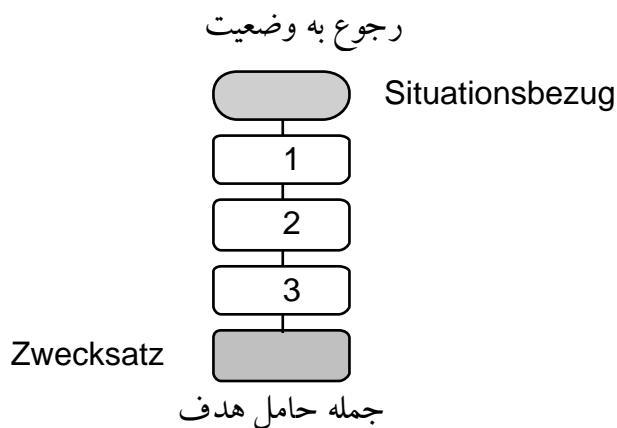 رجوع به وضعیت
Situationsbezug
1
2
3
Zwecksatz
جمله حامل هدف